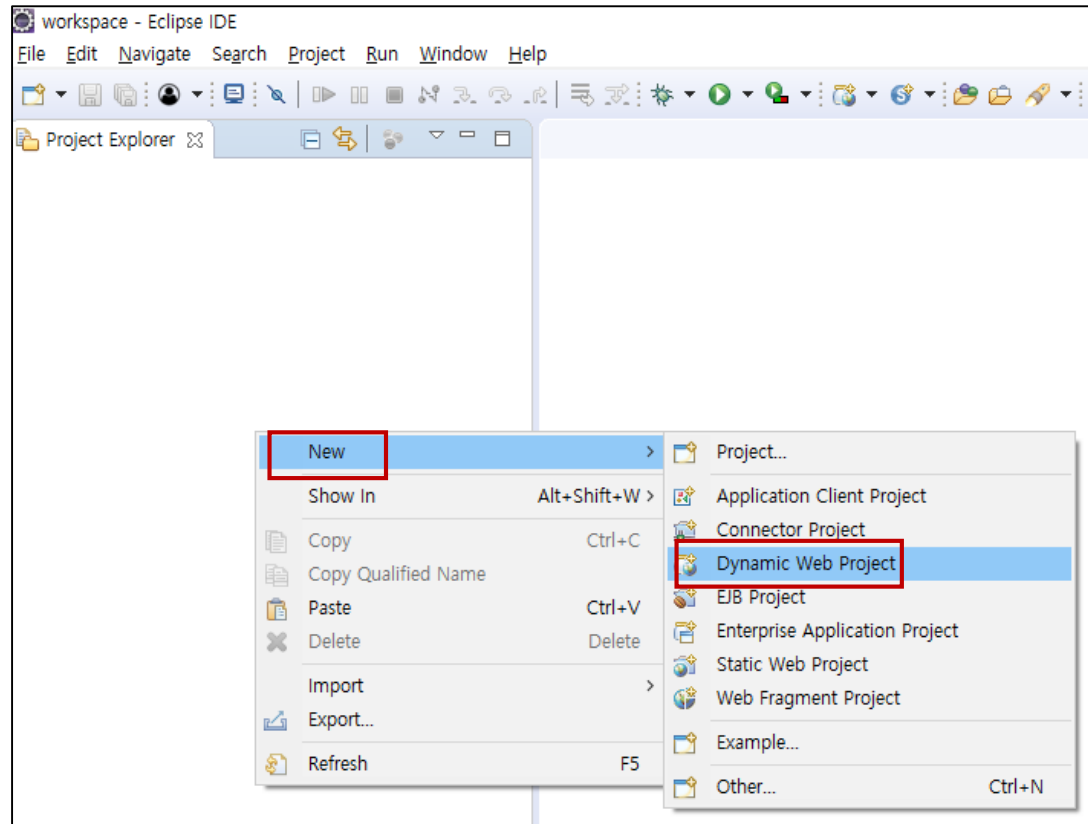 workspace - Eclipse IDE
File Edit Navigate Search Project Run Window Help
Project Explorer
New
Show In Alt+Shift+W >
Copy Ctrl+C
Copy Qualified Name
Paste Ctrl+V
Delete Delete
Import
Export...
Refresh F5
Project...
Application Client Project
Connector Project
Dynamic Web Project
EJB Project
Enterprise Application Project
Static Web Project
Web Fragment Project
Example...
Other... Ctrl+N